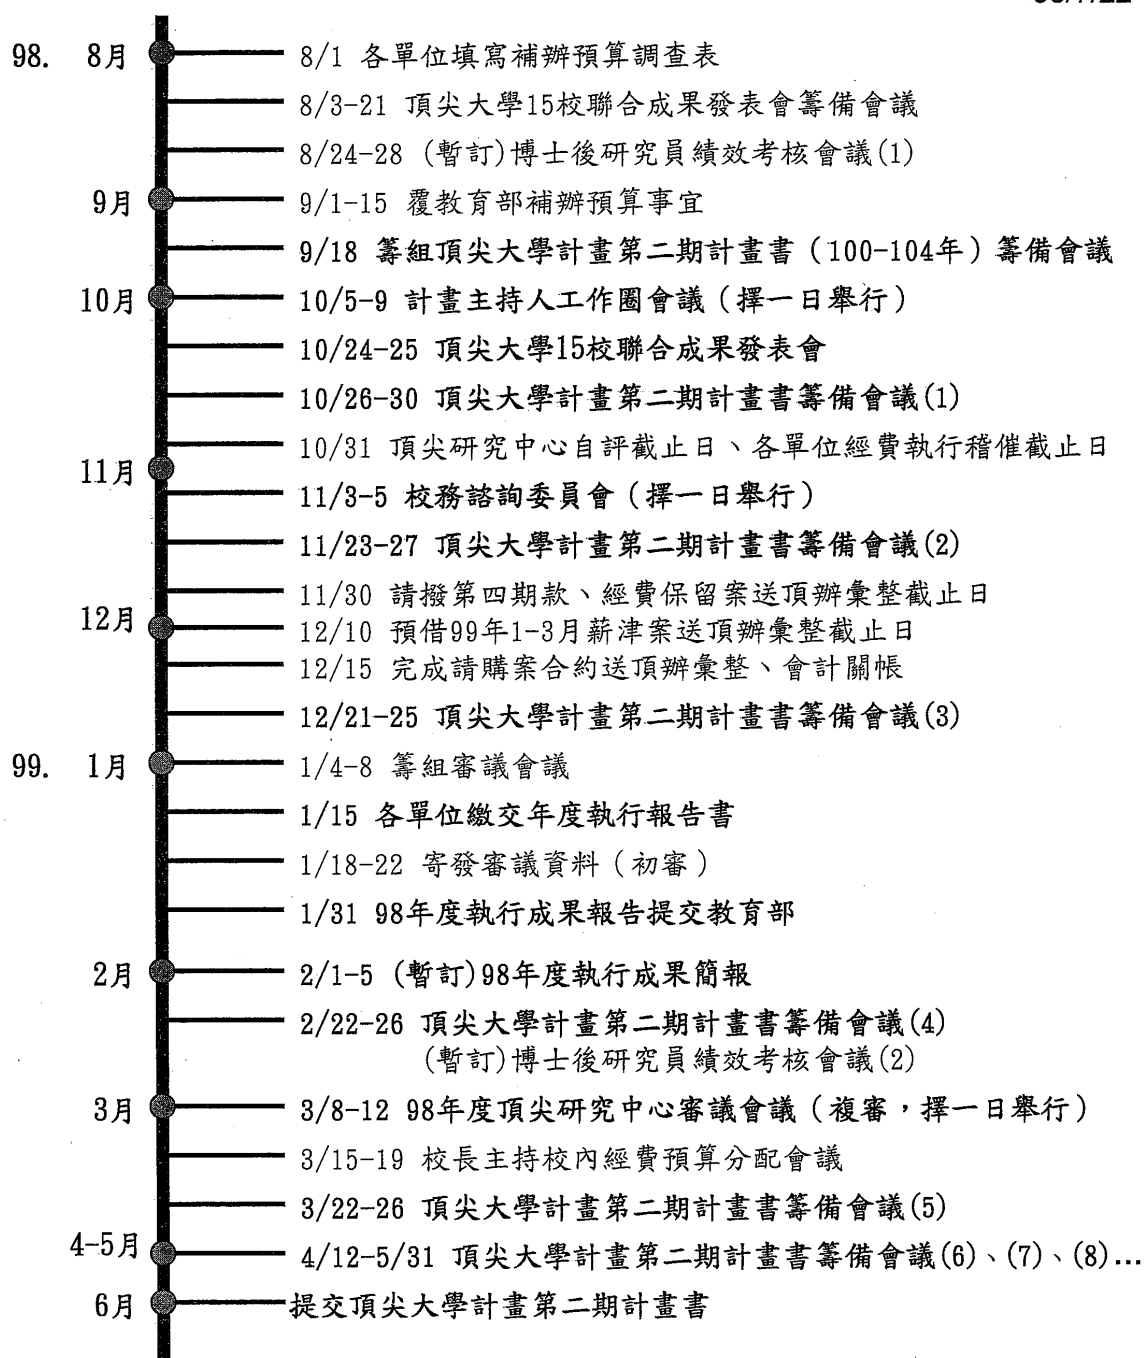 98. 8月 8/1 各單位填寫補辦預算調查表
8/3-21 頂尖大學15校聯合成果發表會籌備會議
8/24-28 (暫訂)博士後研究員績效考核會議(1)
9月 9/1-15 覆教育部補辦預算事宜
9/18 籌組頂尖大學計畫第二期計畫書（100-104年）籌備會議
10月 10/5-9 計畫主持人工作圈會議（擇一日舉行）
10/24-25 頂尖大學15校聯合成果發表會
10/26-30 頂尖大學計畫第二期計畫書籌備會議(1)
10/31 頂尖研究中心自評截止日、各單位經費執行稽催截止日
11月
11/3-5 校務諮詢委員會（擇一日舉行）
11/23-27 頂尖大學計畫第二期計畫書籌備會議(2)
11/30 請撥第四期款、經費保留案送頂辦彙整截止日
12月 12/10 預借99年1-3月薪津案送頂辦彙整截止日
12/15 完成請購案合約送頂辦彙整、會計關帳
12/21-25 頂尖大學計畫第二期計畫書籌備會議(3)
99. 1月 1/4-8 籌組審議會議
1/15 各單位繳交年度執行報告書
1/18-22 寄發審議資料（初審）
1/31 98年度執行成果報告提交教育部
2月 2/1-5 (暫訂)98年度執行成果簡報
2/22-26 頂尖大學計畫第二期計畫書籌備會議(4)
(暫訂)博士後研究員績效考核會議(2)
3月 3/8-12 98年度頂尖研究中心審議會議（複審，擇一日舉行）
3/15-19 校長主持校內經費預算分配會議
3/22-26 頂尖大學計畫第二期計畫書籌備會議(5)
4-5月 4/12-5/31 頂尖大學計畫第二期計畫書籌備會議(6)、(7)、(8)...
6月 提交頂尖大學計畫第二期計畫書